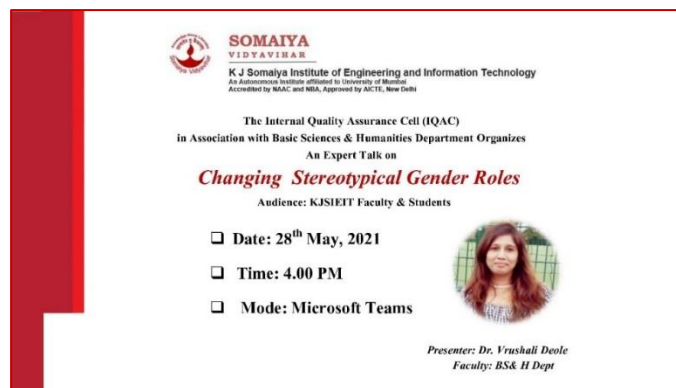 SOMAIYA
VIDYAVIHAR
K J Somaiya Institute of Engineering and Information Technology
An Autonomous Institute affiliated to University of Mumbai
Accredited by NAAC and NBA, Approved by AICTE, New Delhi
The Internal Quality Assurance Cell (IQAC)
in Association with Basic Sciences & Humanities Department Organizes
An Expert Talk on
Changing Stereotypical Gender Roles
Audience: KJSIEIT Faculty & Students
Date: 28th May, 2021
Time: 4.00 PM
Mode: Microsoft Teams
Presenter: Dr. Vrushali Deole
Faculty: BS& H Dept